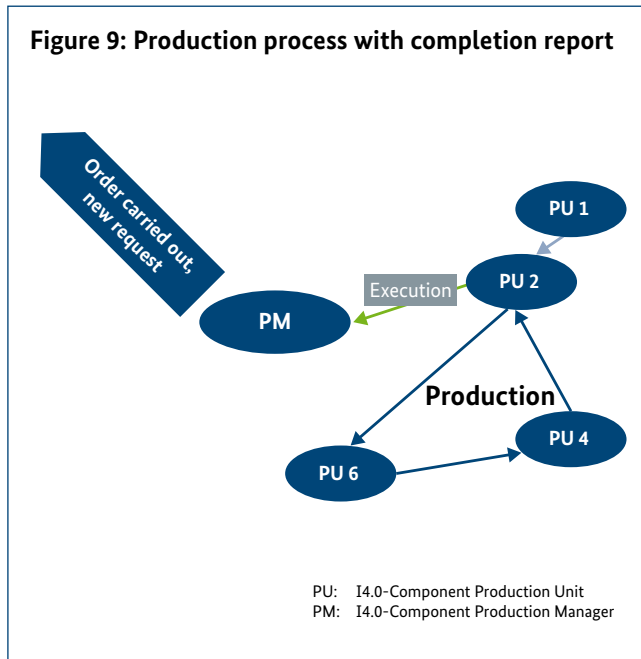 Figure 9: Production process with completion report
Order carried out,
new request
PU 1
PU 2
Execution
PM
Production
PU 4
PU 6
PU: I4.0-Component Production Unit
PM: I4.0-Component Production Manager